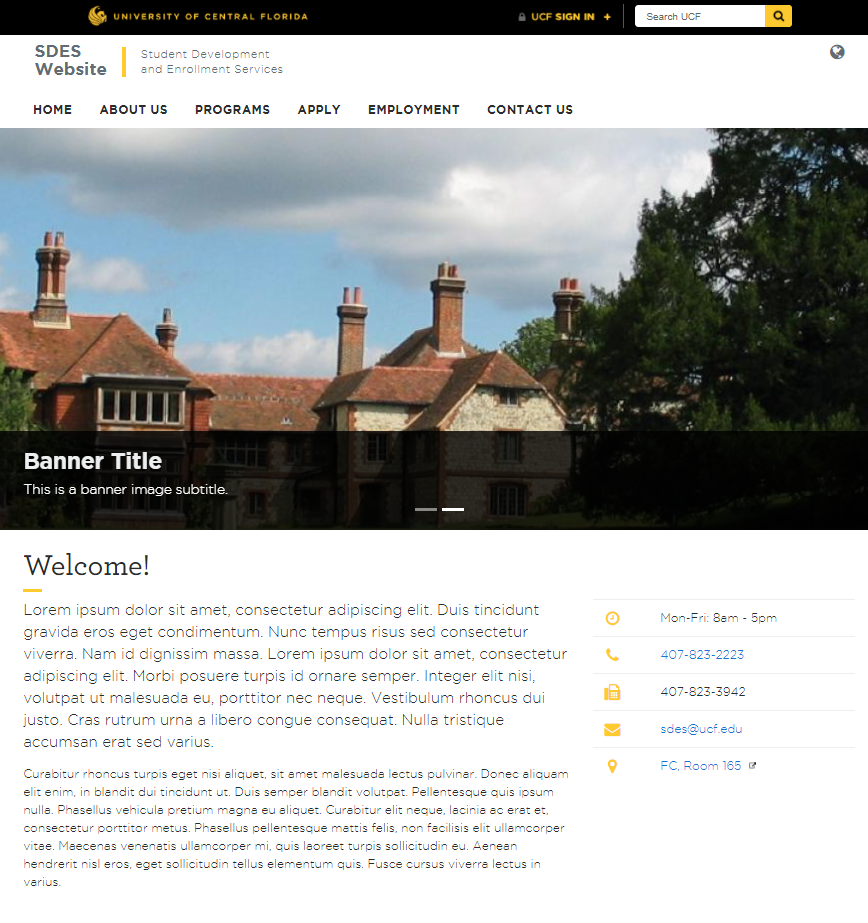 UNIVERSITY OF CENTRAL FLORIDA
UCF SIGN IN +
Search UCF
SDES
Website
Student Development
and Enrollment Services
HOME ABOUT US PROGRAMS APPLY EMPLOYMENT CONTACT US
Banner Title
This is a banner image subtitle.
Welcome!
Lorem ipsum dolor sit amet, consectetur adipiscing elit. Duis tincidunt
gravida eros eget condimentum. Nunc tempus risus sed consectetur
viverra. Nam id dignissim massa. Lorem ipsum dolor sit amet, consectetur
adipiscing elit. Morbi posuere turpis id ornare semper. Integer elit nisi,
volutpat ut malesuada eu, porttitor nec neque. Vestibulum rhoncus dui
justo. Cras rutrum urna a libero congue consequat. Nulla tristique
accumsan erat sed varius.
Curabitur rhoncus turpis eget nisi aliquet, sit amet malesuada lectus pulvinar. Donec aliquam
elit enim, in blandit dui tincidunt ut. Duis semper blandit volutpat. Pellentesque quis ipsum
nulla. Phasellus vehicula pretium magna eu aliquet. Curabitur elit neque, lacinia ac erat et,
consectetur porttitor metus. Phasellus pellentesque mattis felis, non facilisis elit ullamcorper
vitae. Maecenas venenatis ullamcorper mi, quis laoreet turpis sollicitudin eu. Aenean
hendrerit nisl eros, eget sollicitudin tellus elementum quis. Fusce cursus viverra lectus in
varius.
Mon-Fri: 8am - 5pm
407-823-2223
407-823-3942
sdes@ucf.edu
FC, Room 165